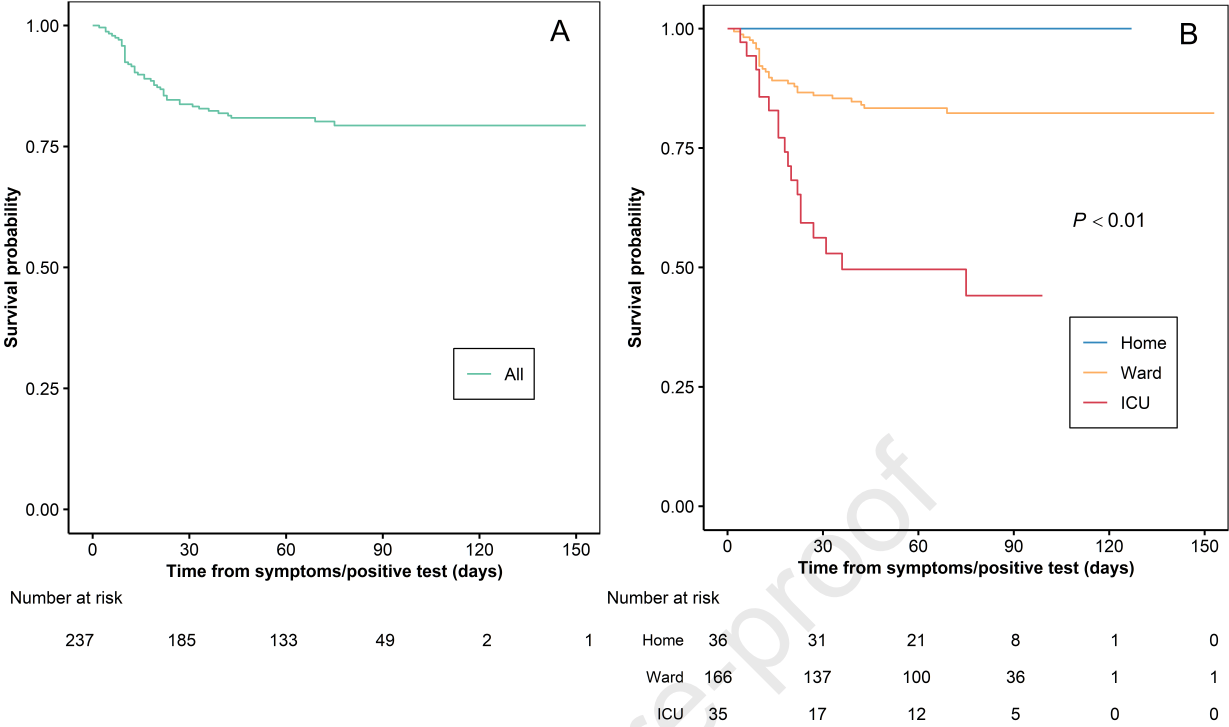 A
1.00
0.75
0.50
0.25
0.00
Survival probability
All
0 30 60 90 120 150
Time from symptoms/positive test (days)
Number at risk
237 185 133 49 2 1
B
1.00
0.75
0.50
0.25
0.00
Survival probability
P < 0.01
Home
Ward
ICU
0 30 60 90 120 150
Time from symptoms/positive test (days)
Number at risk
Home 36 31 21 8 1 0
Ward 166 137 100 36 1 1
ICU 35 17 12 5 0 0
re-proof